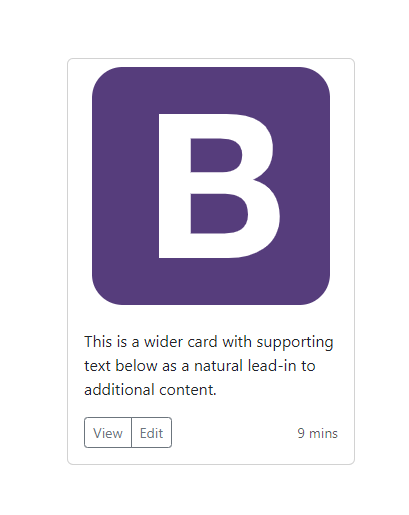 B
This is a wider card with supporting
text below as a natural lead-in to
additional content.
View Edit 9 mins